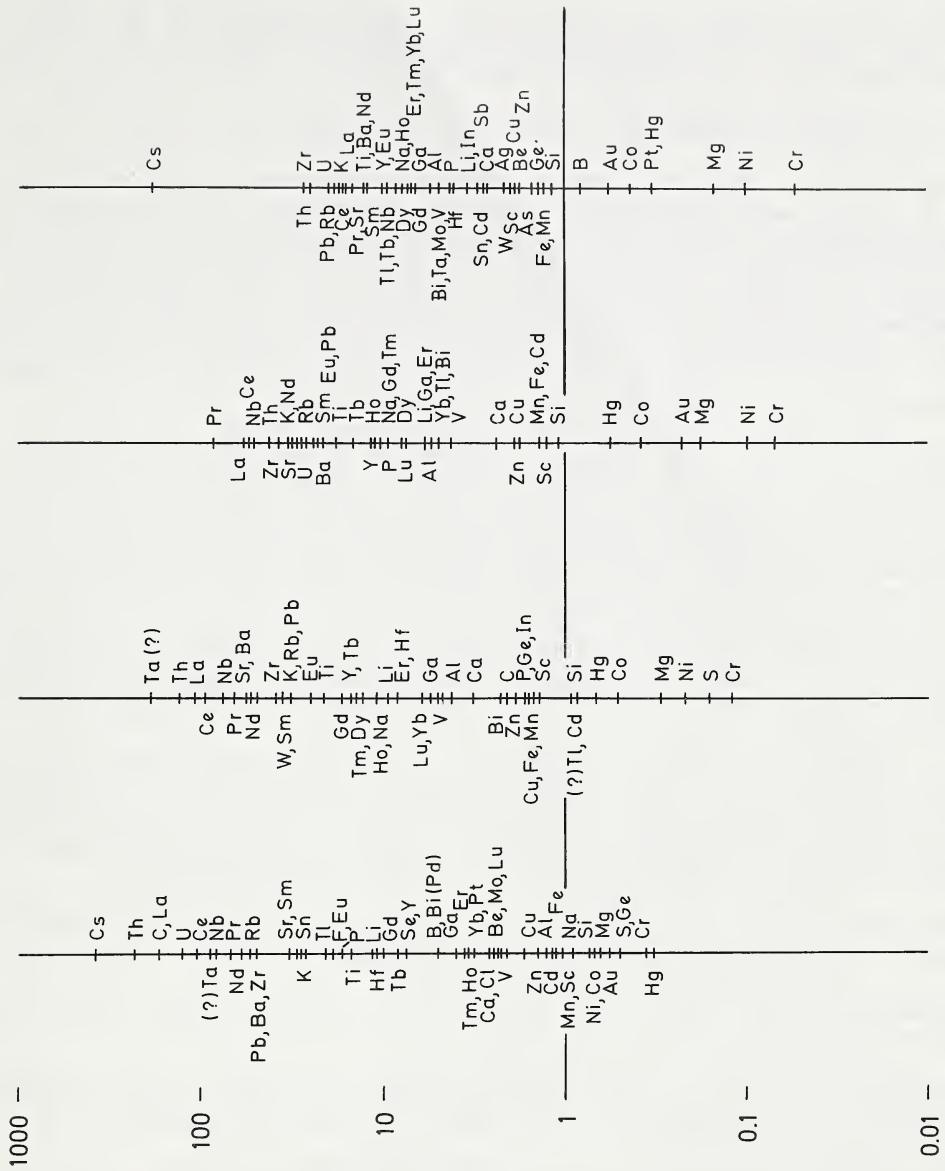 Cs
Zr
U
K
La
Ti, Ba, Nd
Y, Eu
Na, Ho
Er, Tm, Yb, Lu
Ga
Al
P
Li, In
Ca
Sb
Ag
Cu
Be
Zn
Ge
Si
B
Au
Co
Pt, Hg
Mg
Ni
Cr
Th
Pb, Rb
Ce
Pr, Sr
Sm
Tl, Tb, Nb
Dy
Gd
Bi, Ta, Mo, V
Hf
Sn, Cd
W
Sc
As
Fe, Mn
Pr
Nb
Ce
Th
K, Nd
Rb
Sm
Eu, Pb
Ti
Tb
Ho
Na, Gd, Tm
Dy
Li, Ga, Er
Yb, Tl, Bi
V
Ca
Cu
Mn, Fe, Cd
Si
Hg
Co
Au
Mg
Ni
Cr
La
Zr
Sr
U
Ba
Y
P
Lu
Al
Zn
Sc
Ta (?)
Th
La
Nb
Sr, Ba
Zr
K, Rb, Pb
Eu
Ti
Y, Tb
Li
Er, Hf
Ga
Al
Ca
C
P, Ge, In
Sc
Si
Hg
Co
Mg
Ni
S
Cr
Ce
Pr
Nd
W, Sm
Gd
Tm, Dy
Ho, Na
Lu, Yb
V
Bi
Zn
Cu, Fe, Mn
(?) Tl, Cd
Cs
Th
C, La
U
Ce
Nb
Pr
Rb
Sr, Sm
Sn
Tl
F, Eu
P
Li
Gd
Se, Y
B, Bi (Pd)
Ga
Er
Yb, Pt
Be, Mo, Lu
Cu
Al
Fe
Na
Si
Mg
S, Ge
Cr
(?) Ta
Nd
Pb, Ba, Zr
K
Ti
Hf
Tb
Tm, Ho
Ca, Cl
V
Zn
Cd
Mn, Sc
Ni, Co
Au
Hg
1000
100
10
1
0.1
0.01